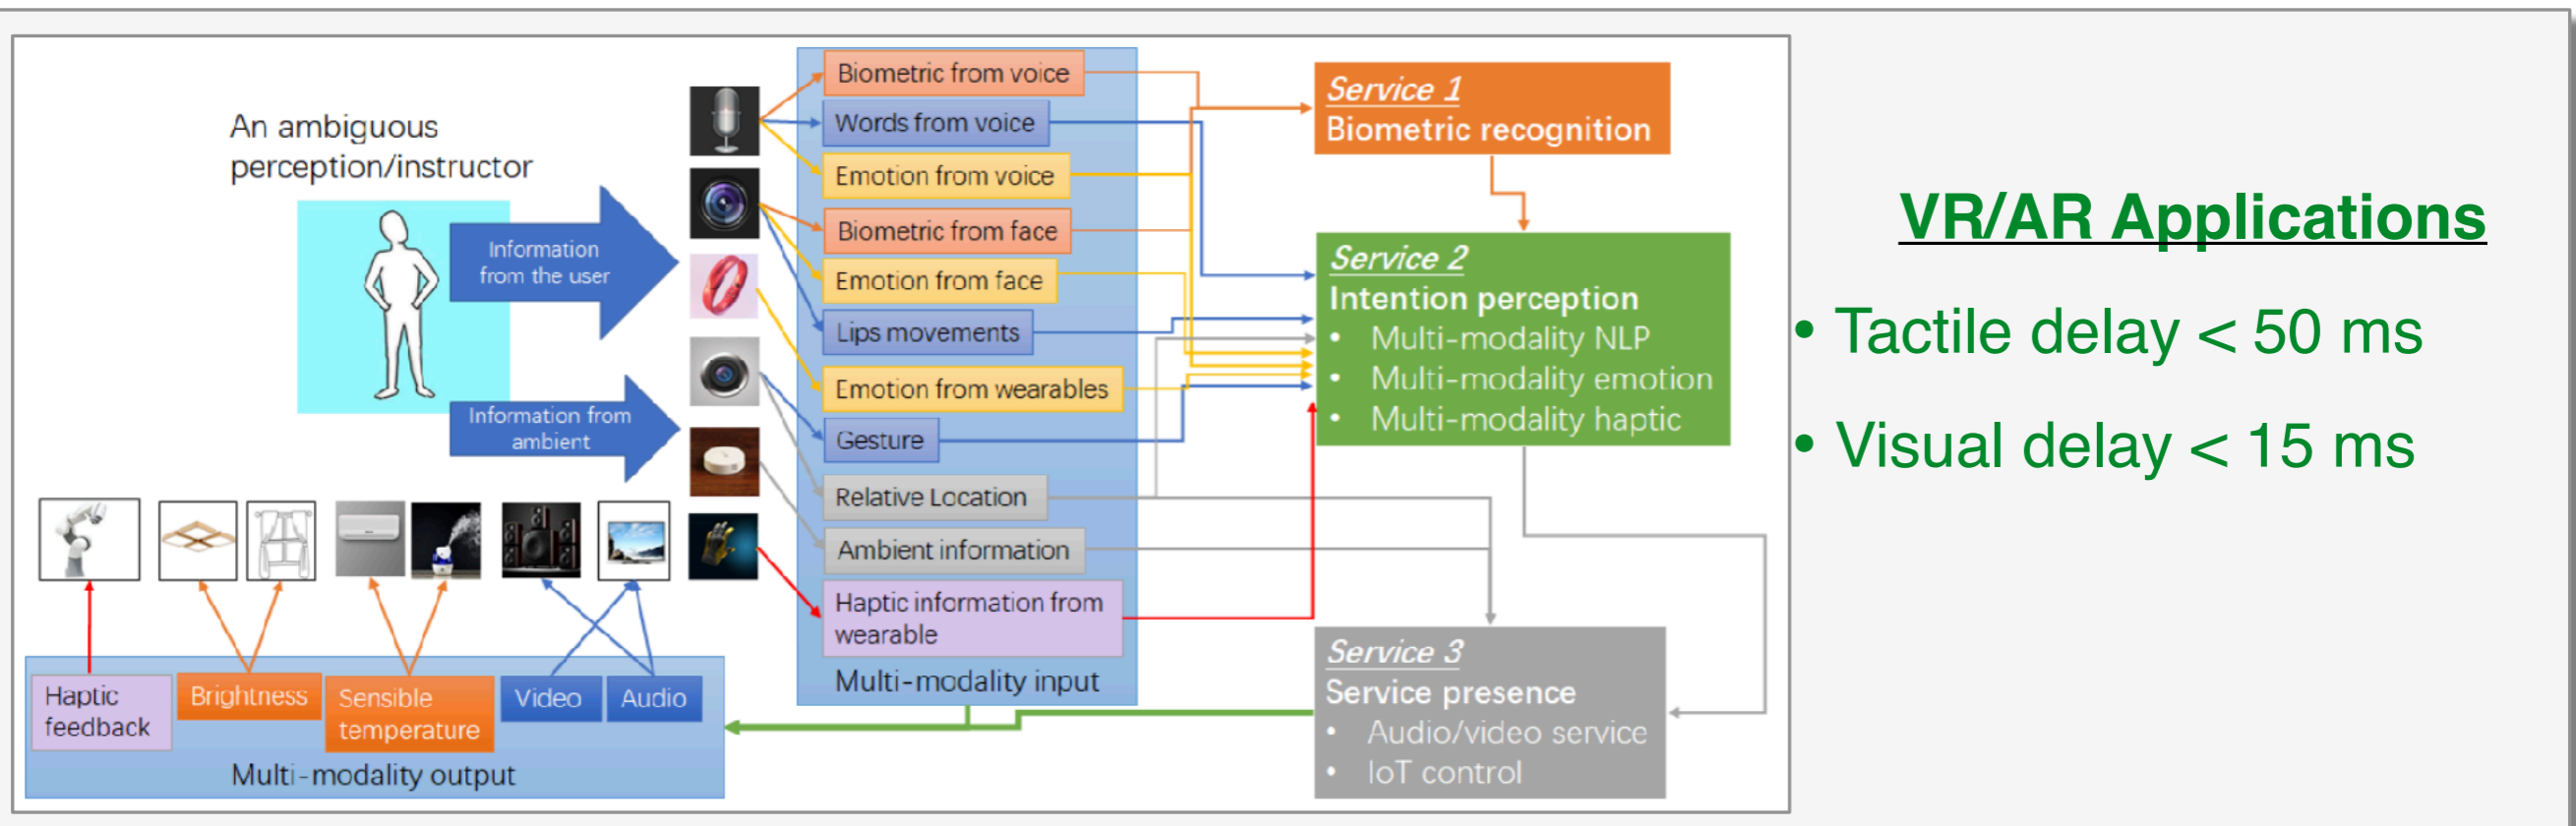 An ambiguous
perception/instructor
Information
from the user
Information from
ambient
Biometric from voice
Words from voice
Emotion from voice
Biometric from face
Emotion from face
Lips movements
Emotion from wearables
Gesture
Relative Location
Ambient information
Haptic information from
wearable
Multi-modality input
Service 1
Biometric recognition
Service 2
Intention perception
• Multi-modality NLP
• Multi-modality emotion
• Multi-modality haptic
Service 3
Service presence
• Audio/video service
• IoT control
Haptic
feedback
Brightness
Sensible
temperature
Video
Audio
Multi-modality output
VR/AR Applications
• Tactile delay < 50 ms
• Visual delay < 15 ms